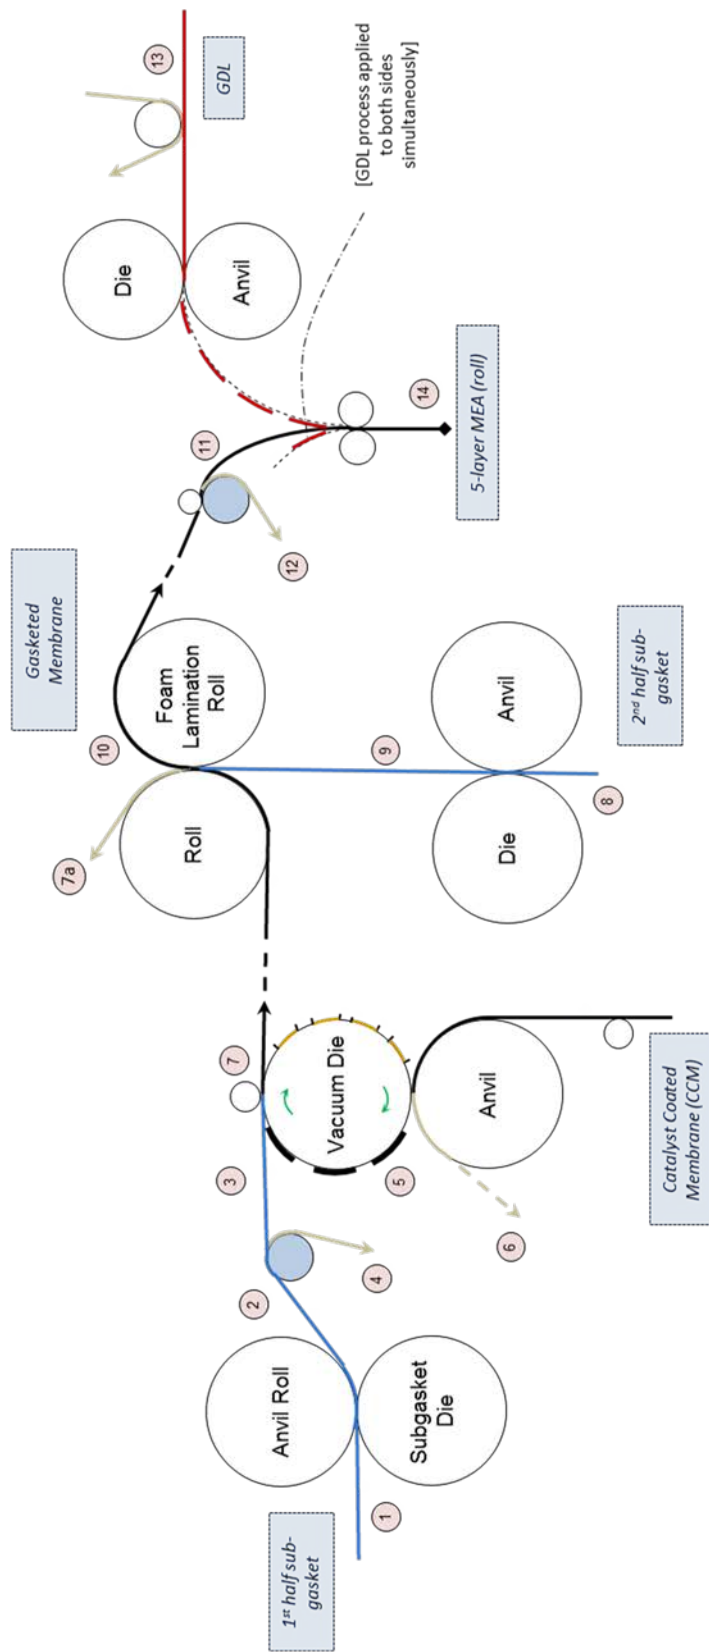 1st half sub-
gasket
1
Anvil Roll
Subgasket
Die
2
4
3
7
Vacuum Die
5
6
Anvil
Catalyst Coated
Membrane (CCM)
7a
Roll
10
Foam
Lamination
Roll
Gasketed
Membrane
9
Die
Anvil
8
2nd half sub-
gasket
12
11
5-layer MEA (roll)
14
Die
Anvil
13
GDL
[GDL process applied
to both sides
simultaneously]